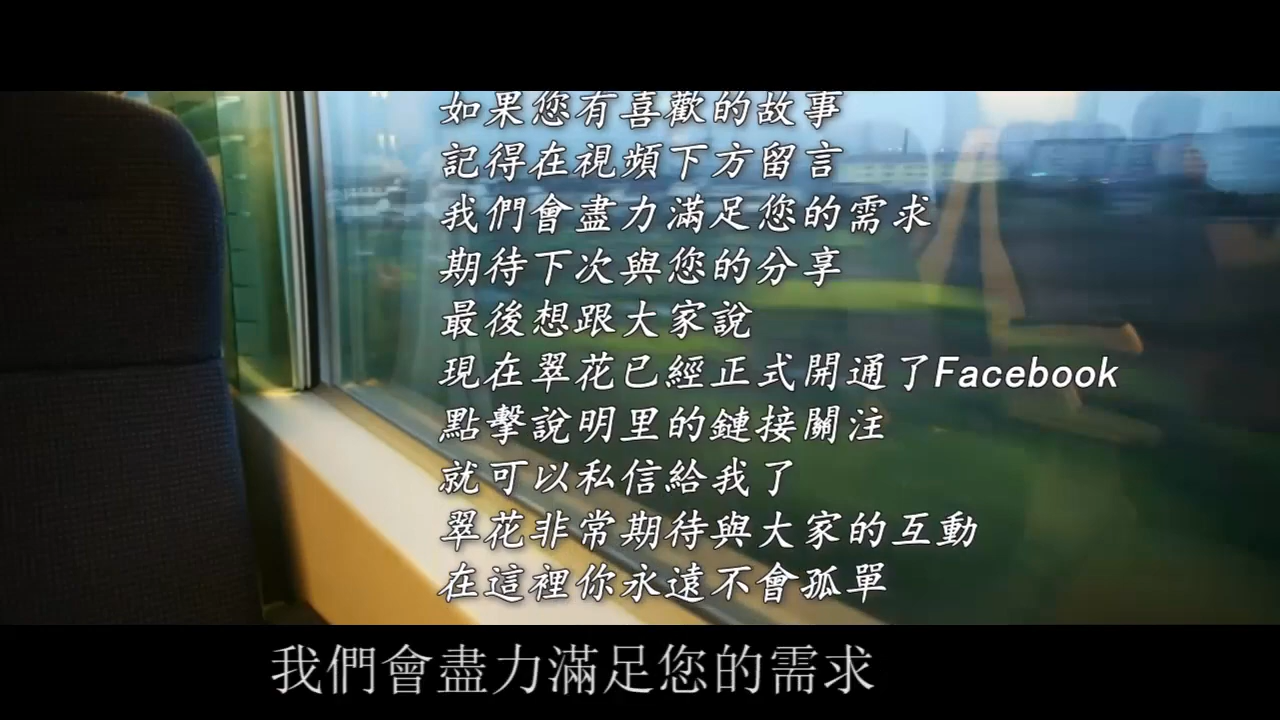 如果您有喜歡的故事
記得在視頻下方留言
我們會盡力滿足您的需求
期待下次與您的分享
最後想跟大家說
現在翠花已經正式開通了Facebook
點擊說明里的鏈接關注
就可以私信給我了
翠花非常期待與大家的互動
在這裡你永遠不會孤單
我們會盡力滿足您的需求